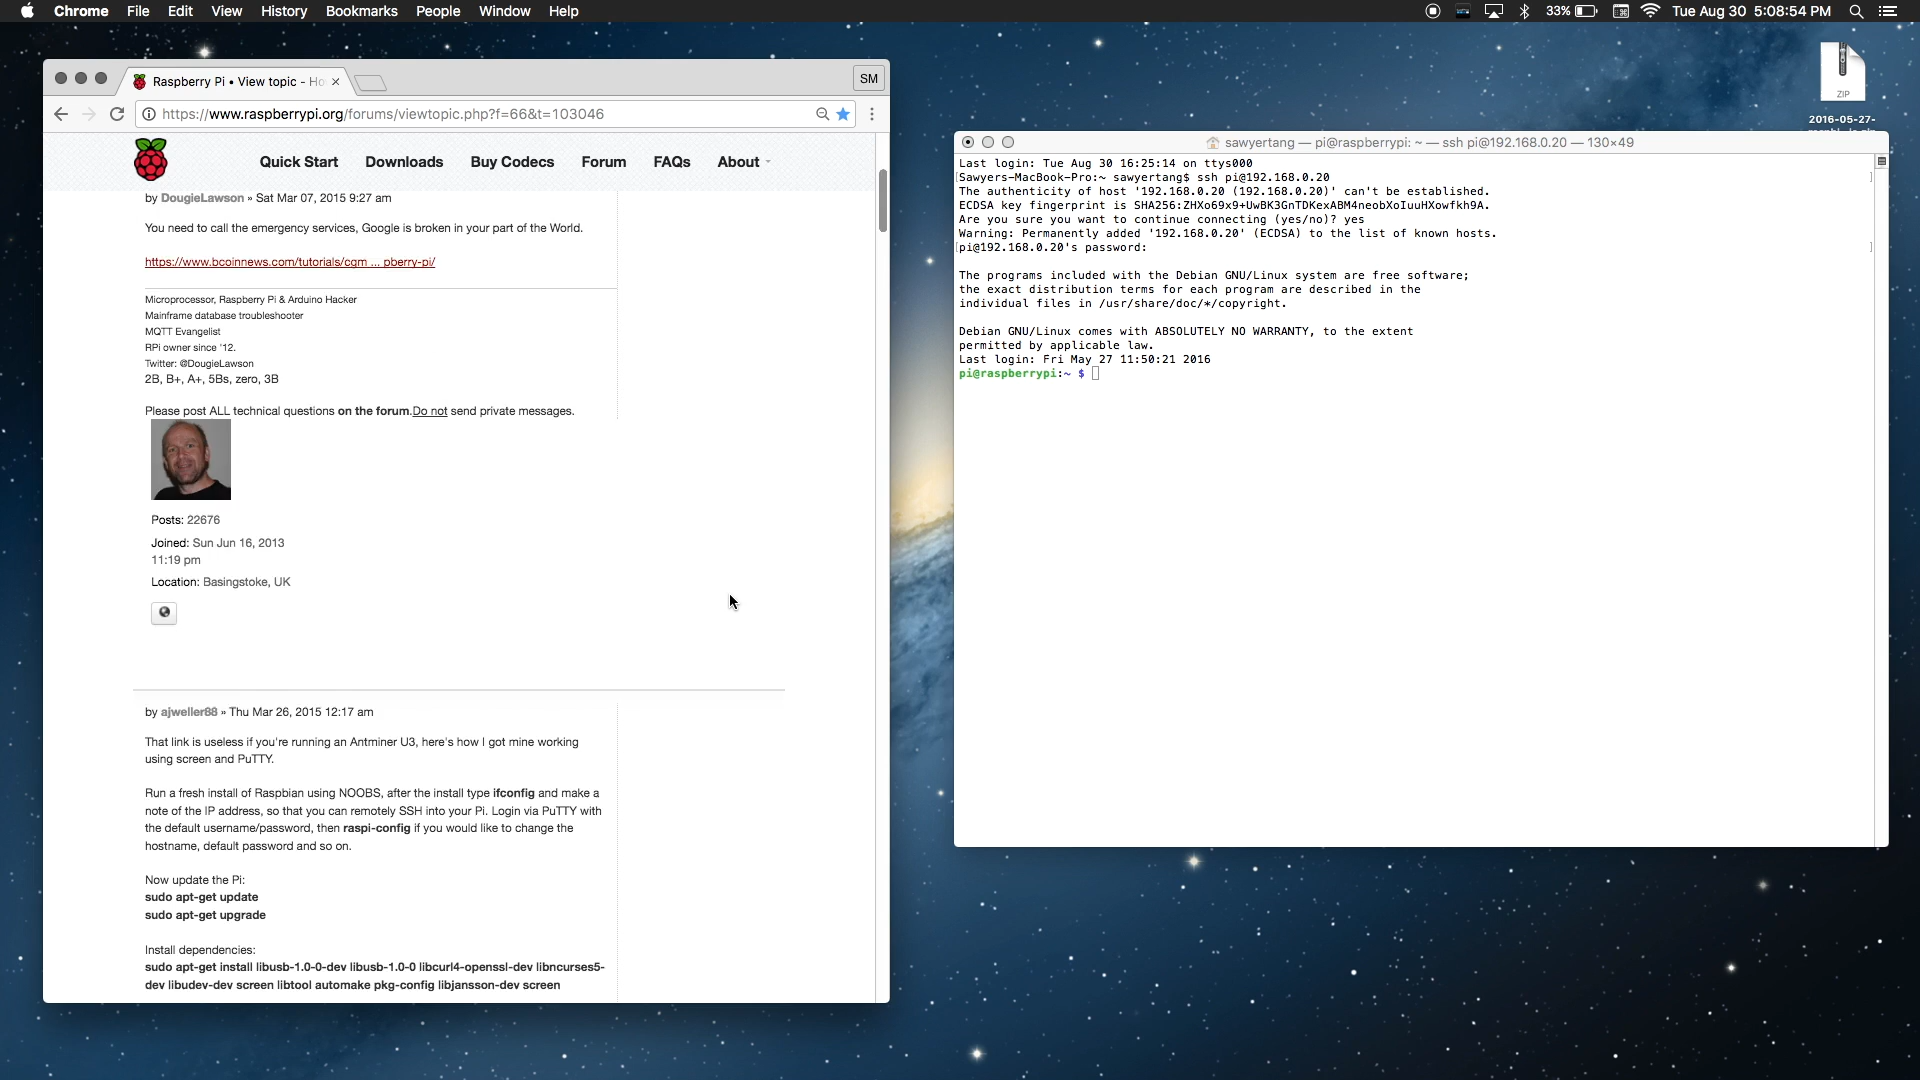 Chrome File Edit View History Bookmarks People Window Help
33% Tue Aug 30 5:08:54 PM
ZIP
2016-05-27-
Raspberry Pi • View topic - Ho
SM
https://www.raspberrypi.org/forums/viewtopic.php?f=66&t=103046
Quick Start Downloads Buy Codecs Forum FAQs About
by DougieLawson » Sat Mar 07, 2015 9:27 am
You need to call the emergency services, Google is broken in your part of the World.
https://www.bcoinnews.com/tutorials/cgm ... pberry-pi/
Microprocessor, Raspberry Pi & Arduino Hacker
Mainframe database troubleshooter
MQTT Evangelist
RPi owner since '12.
Twitter: @DougieLawson
2B, B+, A+, 5Bs, zero, 3B
Please post ALL technical questions on the forum.Do not send private messages.
Posts: 22676
Joined: Sun Jun 16, 2013
11:19 pm
Location: Basingstoke, UK
by ajweller88 » Thu Mar 26, 2015 12:17 am
That link is useless if you're running an Antminer U3, here's how I got mine working
using screen and PuTTY.
Run a fresh install of Raspbian using NOOBS, after the install type ifconfig and make a
note of the IP address, so that you can remotely SSH into your Pi. Login via PuTTY with
the default username/password, then raspi-config if you would like to change the
hostname, default password and so on.
Now update the Pi:
sudo apt-get update
sudo apt-get upgrade
Install dependencies:
sudo apt-get install libusb-1.0-0-dev libusb-1.0-0 libcurl4-openssl-dev libncurses5-
dev libudev-dev screen libtool automake pkg-config libjansson-dev screen
sawyertang — pi@raspberrypi: ~ — ssh pi@192.168.0.20 — 130×49
Last login: Tue Aug 30 16:25:14 on ttys000
[Sawyers-MacBook-Pro:~ sawyertang$ ssh pi@192.168.0.20 ]
The authenticity of host '192.168.0.20 (192.168.0.20)' can't be established.
ECDSA key fingerprint is SHA256:ZHXo69x9+UwBK3GnTDKexABM4neobXoIuuHXowfkh9A.
Are you sure you want to continue connecting (yes/no)? yes
Warning: Permanently added '192.168.0.20' (ECDSA) to the list of known hosts.
[pi@192.168.0.20's password: ]
The programs included with the Debian GNU/Linux system are free software;
the exact distribution terms for each program are described in the
individual files in /usr/share/doc/*/copyright.
Debian GNU/Linux comes with ABSOLUTELY NO WARRANTY, to the extent
permitted by applicable law.
Last login: Fri May 27 11:50:21 2016
pi@raspberrypi:~ $